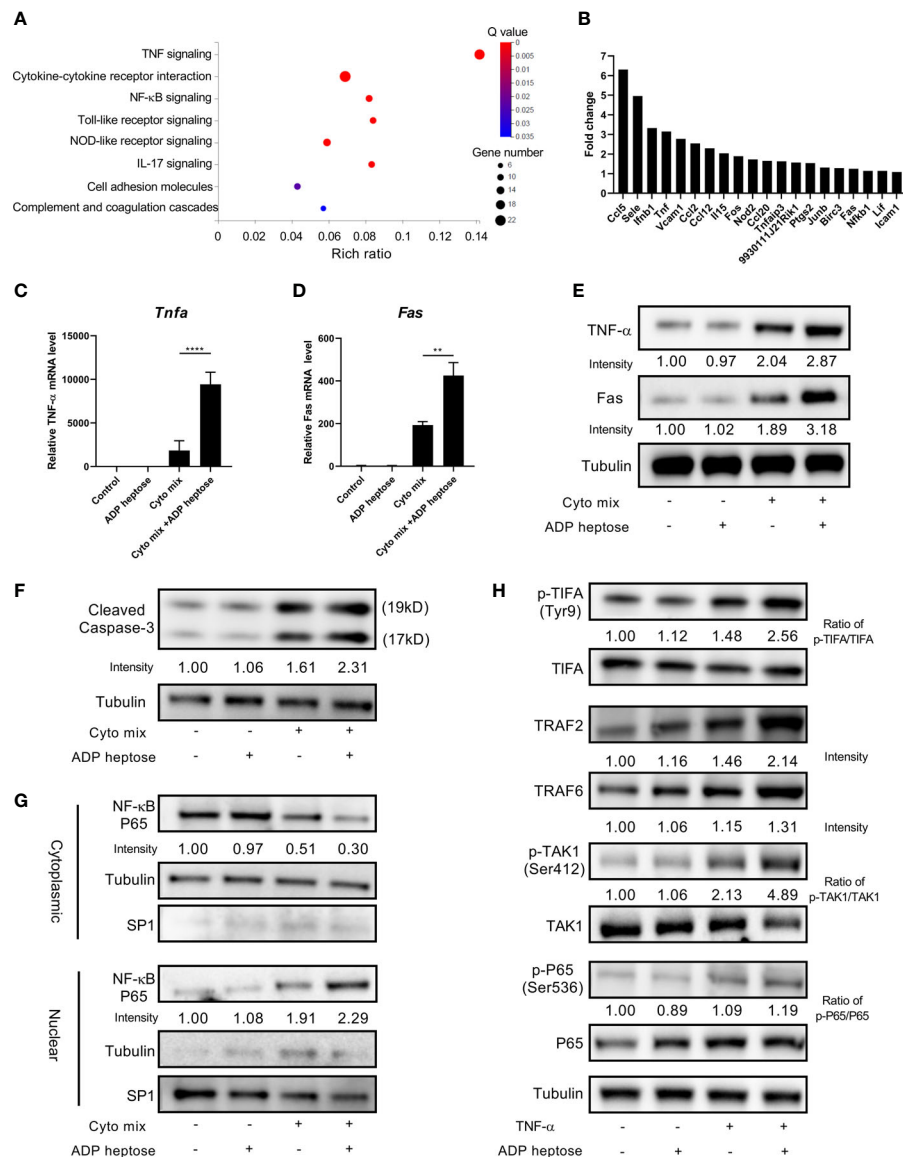 A
Q value
0
0.005
0.01
0.015
0.02
0.025
0.03
0.035
Gene number
6
10
14
18
22
TNF signaling
Cytokine-cytokine receptor interaction
NF-κB signaling
Toll-like receptor signaling
NOD-like receptor signaling
IL-17 signaling
Cell adhesion molecules
Complement and coagulation cascades
0 0.02 0.04 0.06 0.08 0.1 0.12 0.14
Rich ratio
B
Fold change
7
6
5
4
3
2
1
0
Ccl5 Sele Ifnb1 Tnf Vcam1 Ccl2 Ccl12 Il15 Fos Nod2 Ccl20 Tnfaip3 9930111J21Rik1 Ptgs2 Junb Birc3 Fas Nfkb1 Lif Icam1
C
Tnfa
Relative TNF-α mRNA level
15000
10000
5000
0
****
Control
ADP heptose
Cyto mix
Cyto mix +ADP heptose
D
Fas
Relative Fas mRNA level
600
400
200
0
**
Control
ADP heptose
Cyto mix
Cyto mix +ADP heptose
E
TNF-α
Intensity 1.00 0.97 2.04 2.87
Fas
Intensity 1.00 1.02 1.89 3.18
Tubulin
Cyto mix - - + +
ADP heptose - + - +
F
Cleaved
Caspase-3
(19kD)
(17kD)
Intensity 1.00 1.06 1.61 2.31
Tubulin
Cyto mix - - + +
ADP heptose - + - +
G
Cytoplasmic
NF-κB
P65
Intensity 1.00 0.97 0.51 0.30
Tubulin
SP1
Nuclear
NF-κB
P65
Intensity 1.00 1.08 1.91 2.29
Tubulin
SP1
Cyto mix - - + +
ADP heptose - + - +
H
p-TIFA
(Tyr9)
1.00 1.12 1.48 2.56
Ratio of
p-TIFA/TIFA
TIFA
TRAF2
1.00 1.16 1.46 2.14 Intensity
TRAF6
1.00 1.06 1.15 1.31 Intensity
p-TAK1
(Ser412)
1.00 1.06 2.13 4.89
Ratio of
p-TAK1/TAK1
TAK1
p-P65
(Ser536)
1.00 0.89 1.09 1.19
Ratio of
p-P65/P65
P65
Tubulin
TNF-α - - + +
ADP heptose - + - +